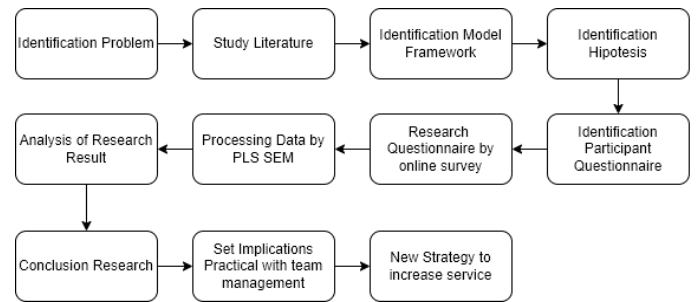 Identification Problem
Study Literature
Identification Model
Framework
Identification
Hipotesis
Analysis of Research
Result
Processing Data by
PLS SEM
Research
Questionnaire by
online survey
Identification
Participant
Questionnaire
Conclusion Research
Set Implications
Practical with team
management
New Strategy to
increase service